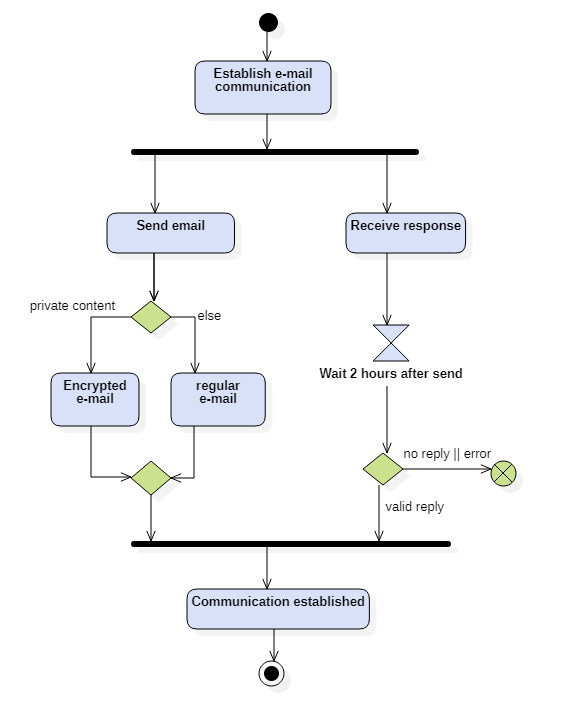 Establish e-mail
communication
Send email
Receive response
private content
else
Encrypted
e-mail
regular
e-mail
Wait 2 hours after send
no reply || error
valid reply
Communication established